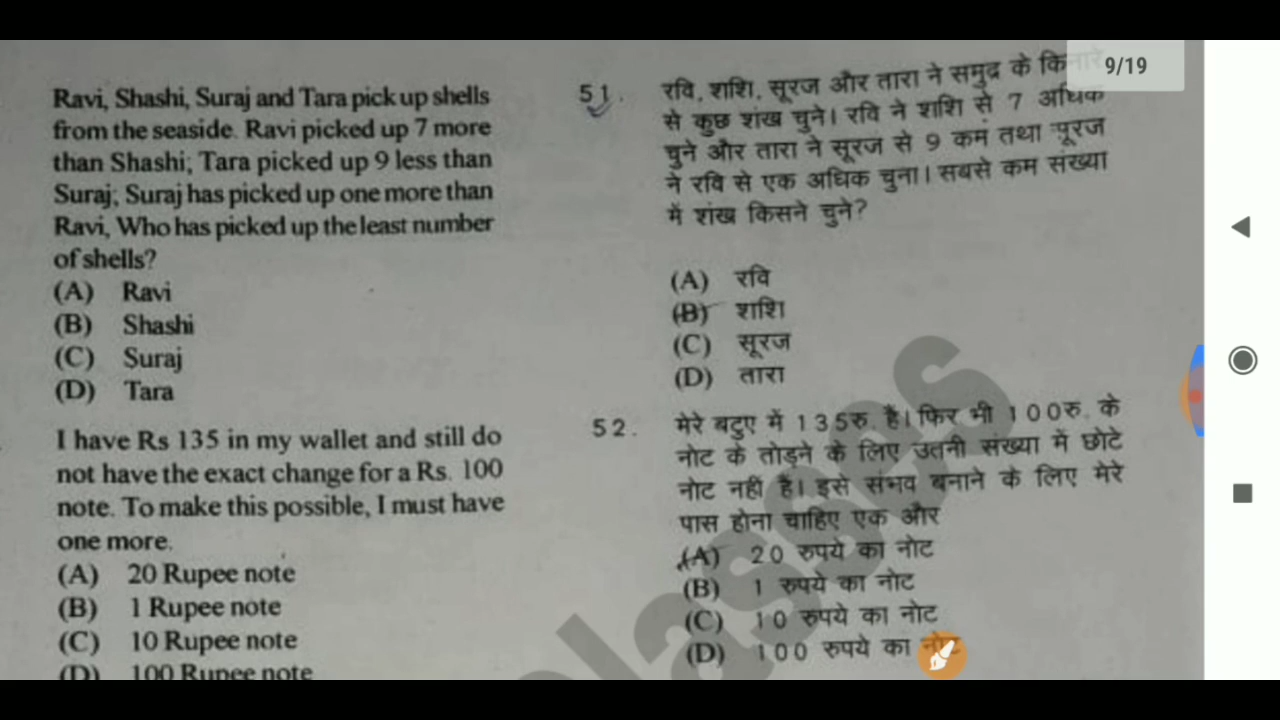 9/19
Ravi, Shashi, Suraj and Tara pick up shells
from the seaside. Ravi picked up 7 more
than Shashi; Tara picked up 9 less than
Suraj; Suraj has picked up one more than
Ravi, Who has picked up the least number
of shells?
(A) Ravi
(B) Shashi
(C) Suraj
(D) Tara
I have Rs 135 in my wallet and still do
not have the exact change for a Rs. 100
note. To make this possible, I must have
one more.
(A) 20 Rupee note
(B) 1 Rupee note
(C) 10 Rupee note
(D) 100 Rupee note
51. रवि, शशि, सूरज और तारा ने समुद्र के किनारे
से कुछ शंख चुने। रवि ने शशि से 7 अधिक
चुने और तारा ने सूरज से 9 कम तथा सूरज
ने रवि से एक अधिक चुना। सबसे कम संख्या
में शंख किसने चुने?
(A) रवि
(B) शशि
(C) सूरज
(D) तारा
52. मेरे बटुए में 135रु. है। फिर भी 100रु. के
नोट के तोड़ने के लिए उतनी संख्या में छोटे
नोट नहीं है। इसे संभव बनाने के लिए मेरे
पास होना चाहिए एक और
(A) 20 रुपये का नोट
(B) 1 रुपये का नोट
(C) 10 रुपये का नोट
(D) 100 रुपये का नोट